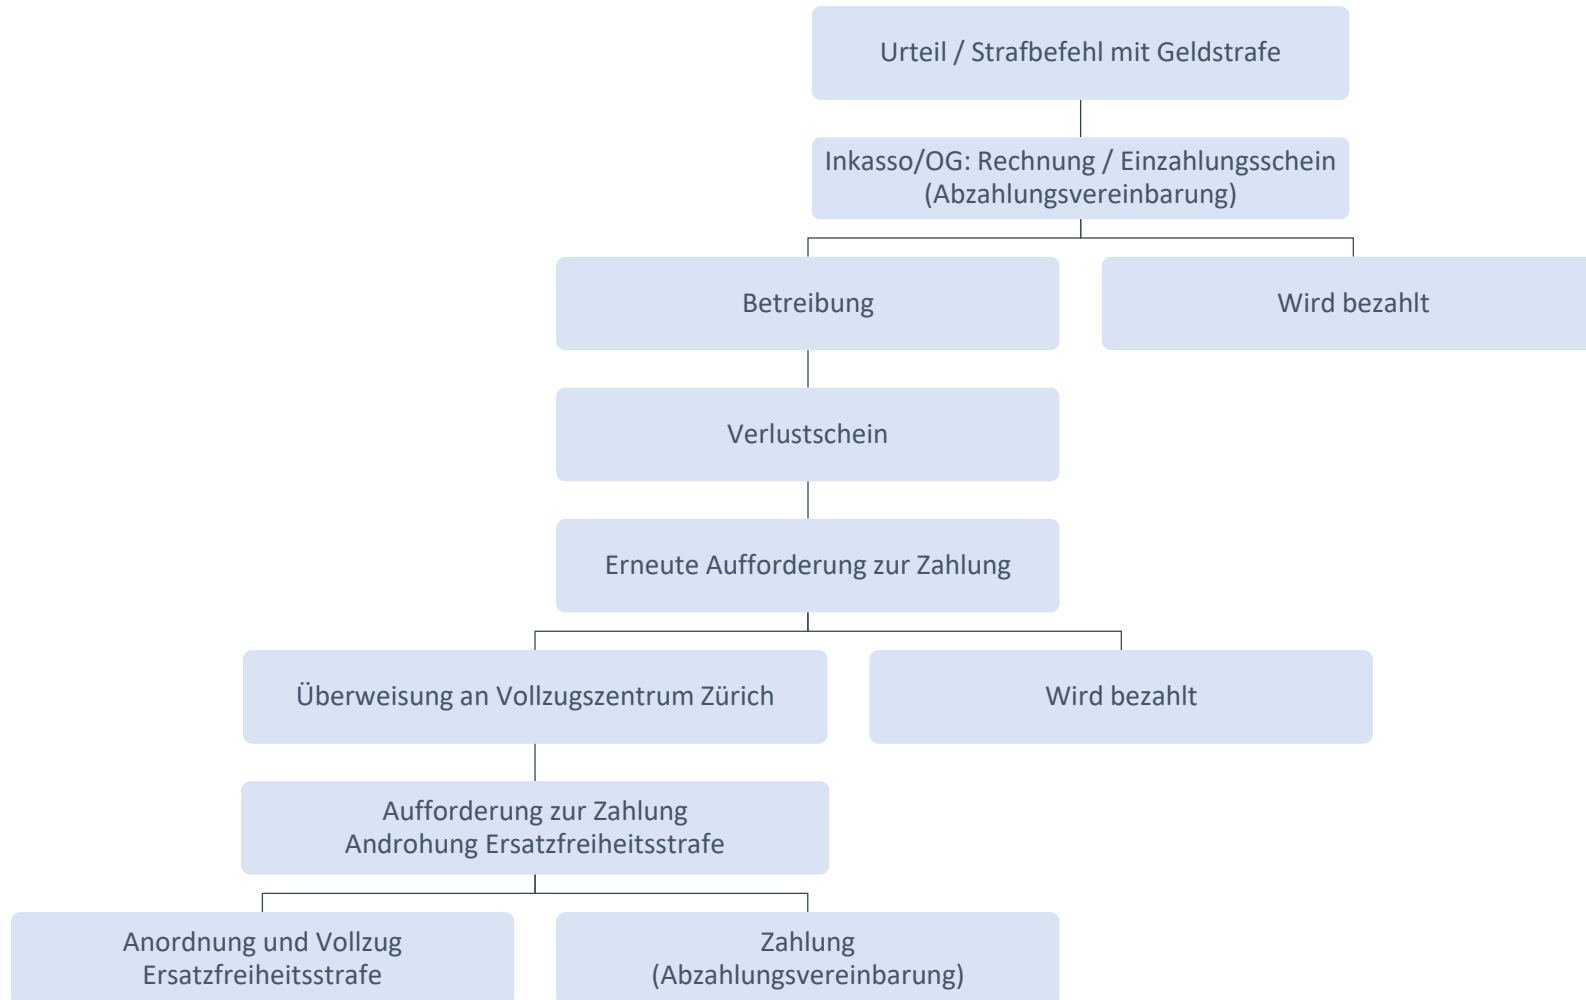 Urteil / Strafbefehl mit Geldstrafe
Inkasso/OG: Rechnung / Einzahlungsschein
(Abzahlungsvereinbarung)
Betreibung
Wird bezahlt
Verlustschein
Erneute Aufforderung zur Zahlung
Überweisung an Vollzugszentrum Zürich
Wird bezahlt
Aufforderung zur Zahlung
Androhung Ersatzfreiheitsstrafe
Anordnung und Vollzug
Ersatzfreiheitsstrafe
Zahlung
(Abzahlungsvereinbarung)